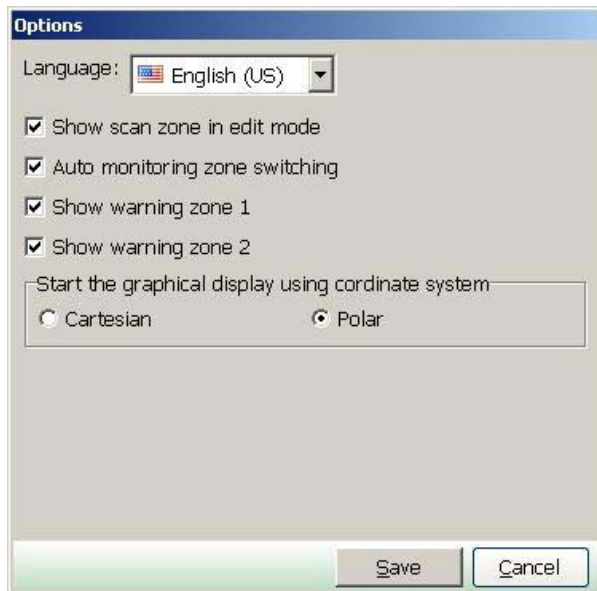 Options
Language: English (US)
Show scan zone in edit mode
Auto monitoring zone switching
Show warning zone 1
Show warning zone 2
Start the graphical display using cordinate system
Cartesian Polar
Save Cancel